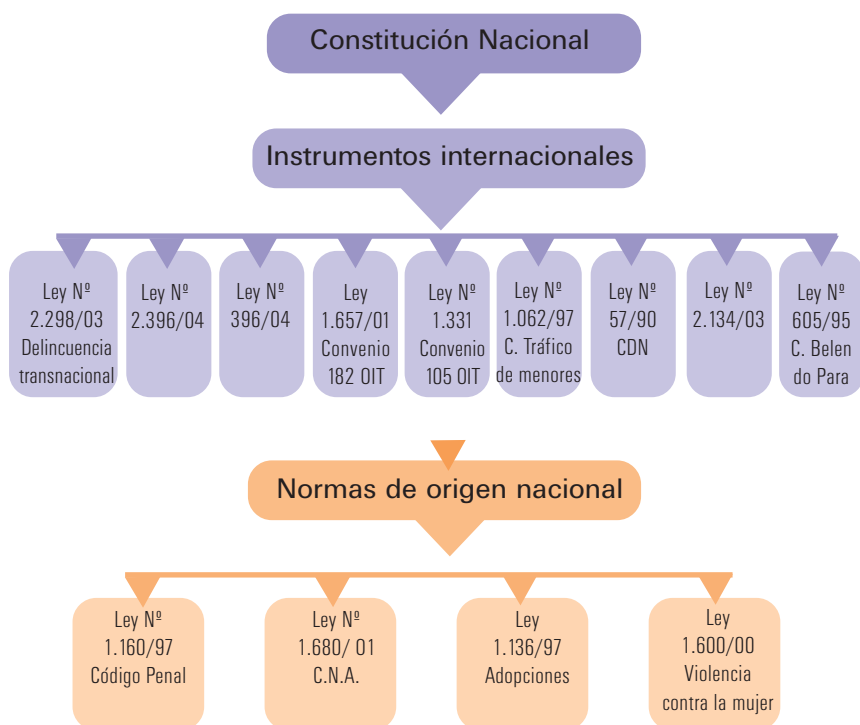 Constitución Nacional
Instrumentos internacionales
Ley Nº
2.298/03
Delincuencia
transnacional
Ley Nº
2.396/04
Ley Nº
396/04
Ley
1.657/01
Convenio
182 OIT
Ley Nº
1.331
Convenio
105 OIT
Ley Nº
1.062/97
C. Tráfico
de menores
Ley Nº
57/90
CDN
Ley Nº
2.134/03
Ley Nº
605/95
C. Belen
do Para
Normas de origen nacional
Ley Nº
1.160/97
Código Penal
Ley Nº
1.680/ 01
C.N.A.
Ley
1.136/97
Adopciones
Ley
1.600/00
Violencia
contra la mujer